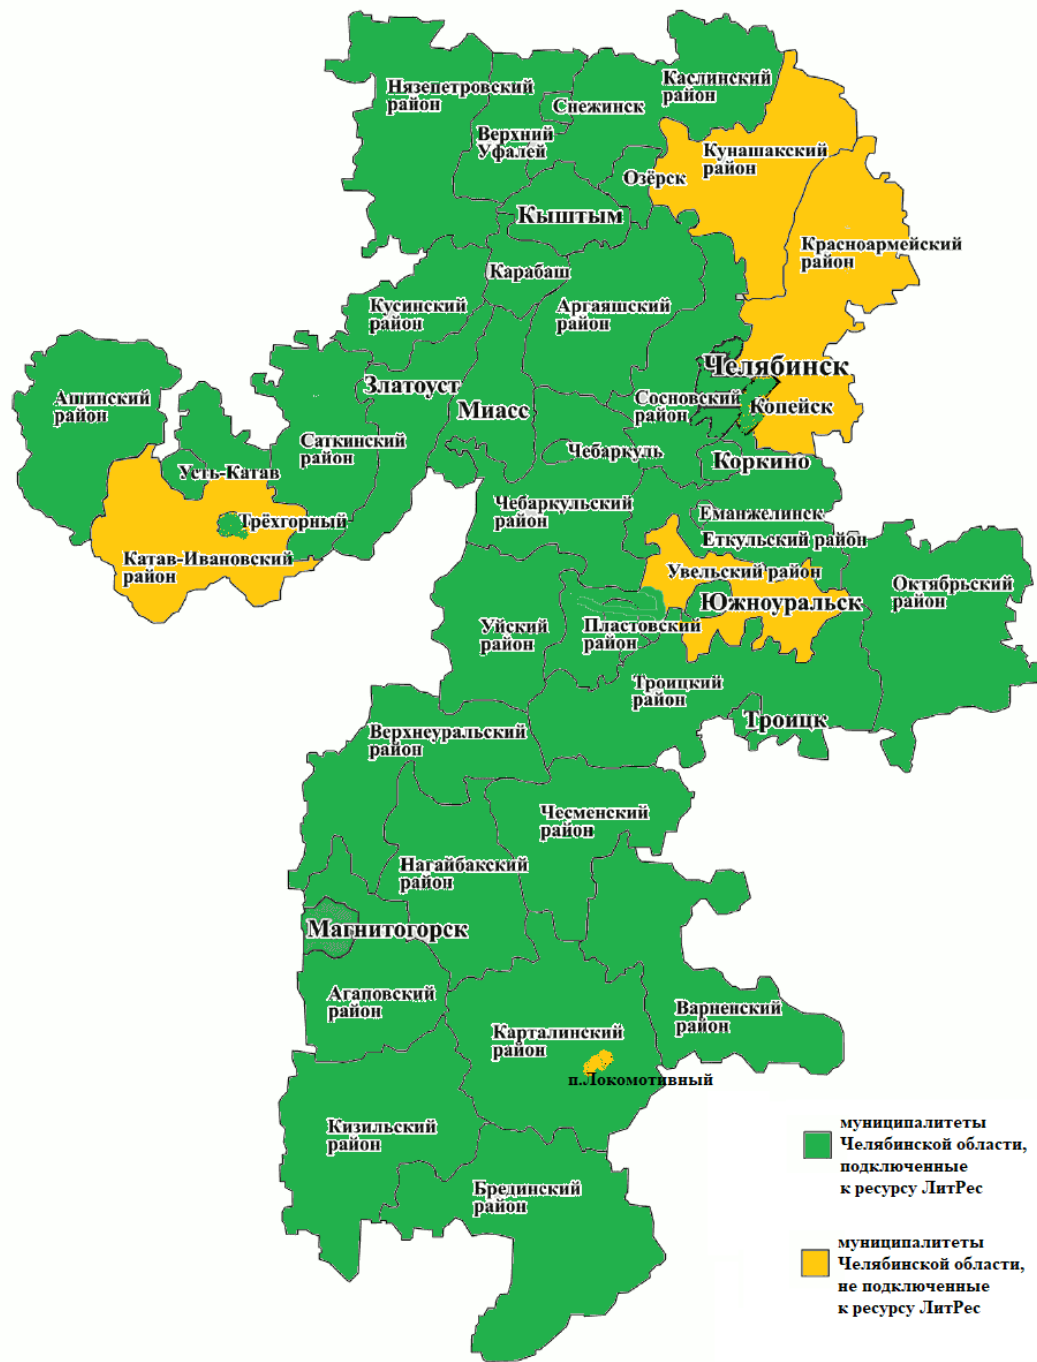 Нязепетровский
район
Каслинский
район
Снежинск
Верхний
Уфалей
Кунашакский
район
Озёрск
Кыштым
Красноармейский
район
Карабаш
Кусинский
район
Аргаяшский
район
Челябинск
Златоуст
Ашинский
район
Миасс
Сосновский
район
Копейск
Саткинский
район
Чебаркуль
Коркино
Усть-Катав
Чебаркульский
район
Еманжелинск
Трёхгорный
Еткульский район
Катав-Ивановский
район
Увельский район
Октябрьский
район
Южноуральск
Уйский
район
Пластовский
район
Троицкий
район
Троицк
Верхнеуральский
район
Чесменский
район
Нагайбакский
район
Магнитогорск
Агаповский
район
Варненский
район
Карталинский
район
п.Локомотивный
Кизильский
район
Брединский
район
муниципалитеты
Челябинской области,
подключенные
к ресурсу ЛитРес
муниципалитеты
Челябинской области,
не подключенные
к ресурсу ЛитРес